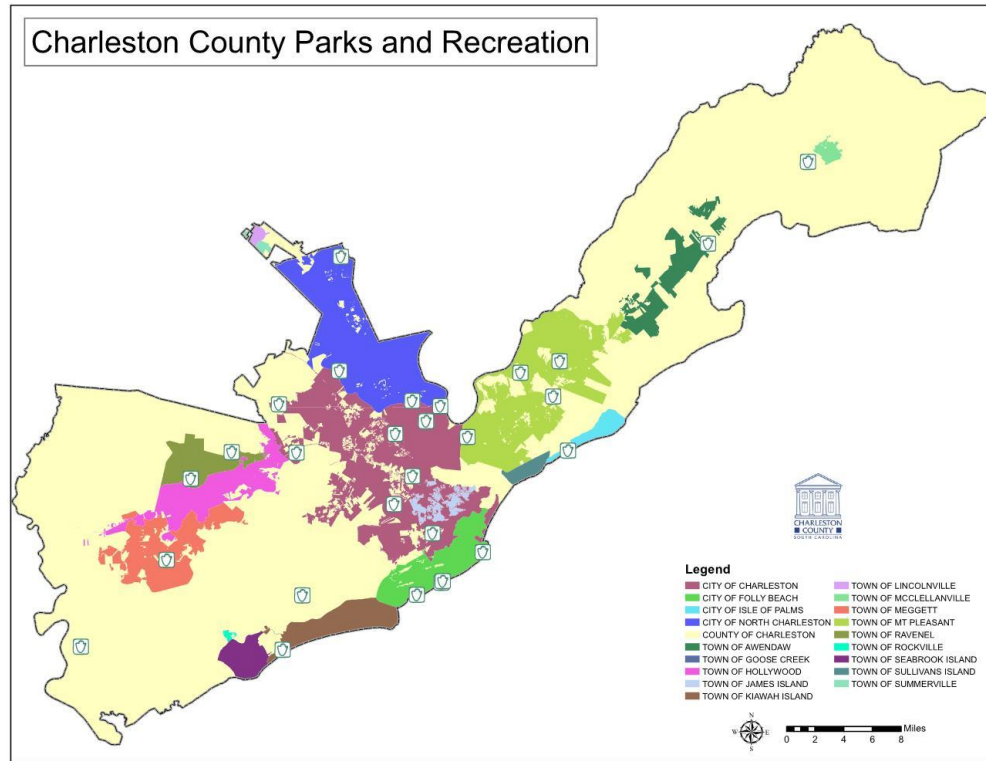 Charleston County Parks and Recreation
CHARLESTON
COUNTY
SOUTH CAROLINA
Legend
CITY OF CHARLESTON
CITY OF FOLLY BEACH
CITY OF ISLE OF PALMS
CITY OF NORTH CHARLESTON
COUNTY OF CHARLESTON
TOWN OF AWENDAW
TOWN OF GOOSE CREEK
TOWN OF HOLLYWOOD
TOWN OF JAMES ISLAND
TOWN OF KIAWAH ISLAND
TOWN OF LINCOLNVILLE
TOWN OF MCCLELLANVILLE
TOWN OF MEGGETT
TOWN OF MT PLEASANT
TOWN OF RAVENEL
TOWN OF ROCKVILLE
TOWN OF SEABROOK ISLAND
TOWN OF SULLIVANS ISLAND
TOWN OF SUMMERVILLE
N
W E
S
Miles
0 2 4 6 8